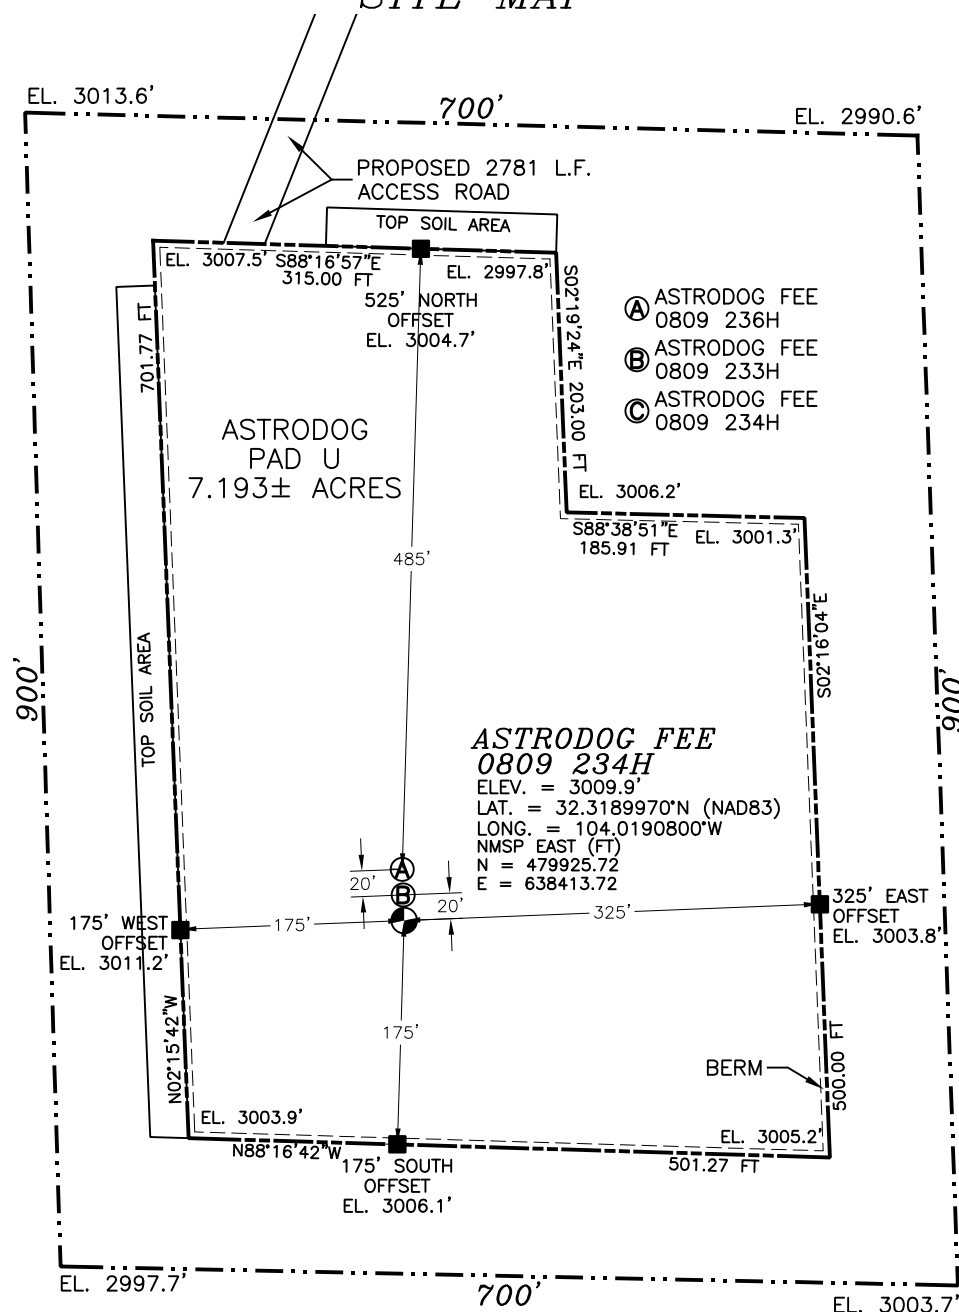 SITE MAP
EL. 3013.6'
700'
EL. 2990.6'
PROPOSED 2781 L.F.
ACCESS ROAD
TOP SOIL AREA
EL. 3007.5'
S88°16'57"E
315.00 FT
EL. 2997.8'
525' NORTH
OFFSET
EL. 3004.7'
S02°19'24"E 203.00 FT
701.77 FT
A ASTRODOG FEE
0809 236H
B ASTRODOG FEE
0809 233H
C ASTRODOG FEE
0809 234H
ASTRODOG
PAD U
7.193± ACRES
EL. 3006.2'
S88°38'51"E
185.91 FT
EL. 3001.3'
485'
S02°16'04"E
TOP SOIL AREA
900'
900'
ASTRODOG FEE
0809 234H
ELEV. = 3009.9'
LAT. = 32.3189970°N (NAD83)
LONG. = 104.0190800°W
NMSP EAST (FT)
N = 479925.72
E = 638413.72
A
20'
B
20'
175' WEST
OFFSET
EL. 3011.2'
175'
325'
325' EAST
OFFSET
EL. 3003.8'
175'
N02°15'42"W
BERM
500.00 FT
EL. 3003.9'
EL. 3005.2'
N88°16'42"W
175' SOUTH
OFFSET
EL. 3006.1'
501.27 FT
EL. 2997.7'
700'
EL. 3003.7'